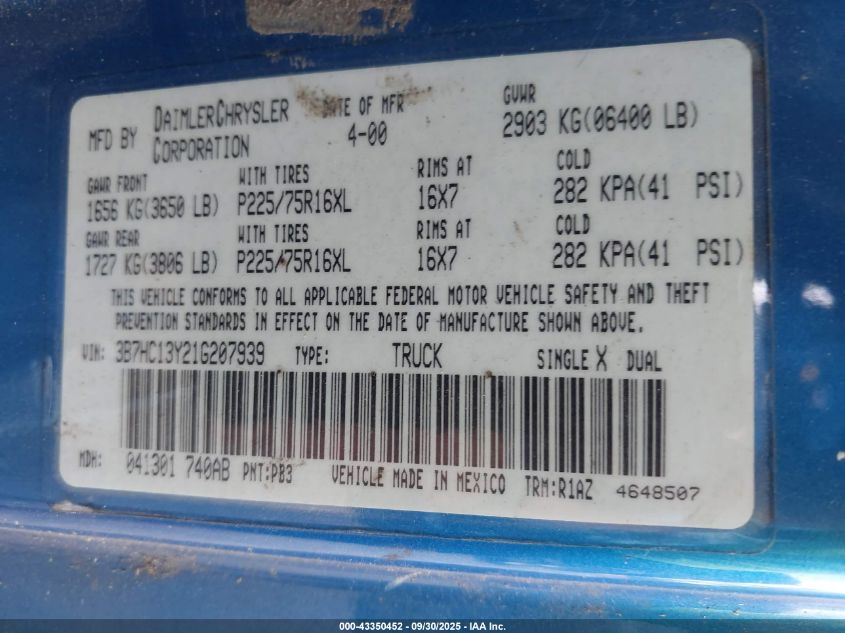 MFD BY DAIMLERCHRYSLER CORPORATION DATE OF MFR 4-00 GVWR 2903 KG(06400 LB)
GAWR FRONT WITH TIRES RIMS AT COLD
1656 KG(3650 LB) P225/75R16XL 16X7 282 KPA(41 PSI)
GAWR REAR WITH TIRES RIMS AT COLD
1727 KG(3806 LB) P225/75R16XL 16X7 282 KPA(41 PSI)
THIS VEHICLE CONFORMS TO ALL APPLICABLE FEDERAL MOTOR VEHICLE SAFETY AND THEFT
PREVENTION STANDARDS IN EFFECT ON THE DATE OF MANUFACTURE SHOWN ABOVE.
VIN: 3B7HC13Y21G207939 TYPE: TRUCK SINGLE X DUAL
MDH: 041301 740AB PNT:PB3 VEHICLE MADE IN MEXICO TRM:R1AZ 4648507
000-43350452 - 09/30/2025 - IAA Inc.